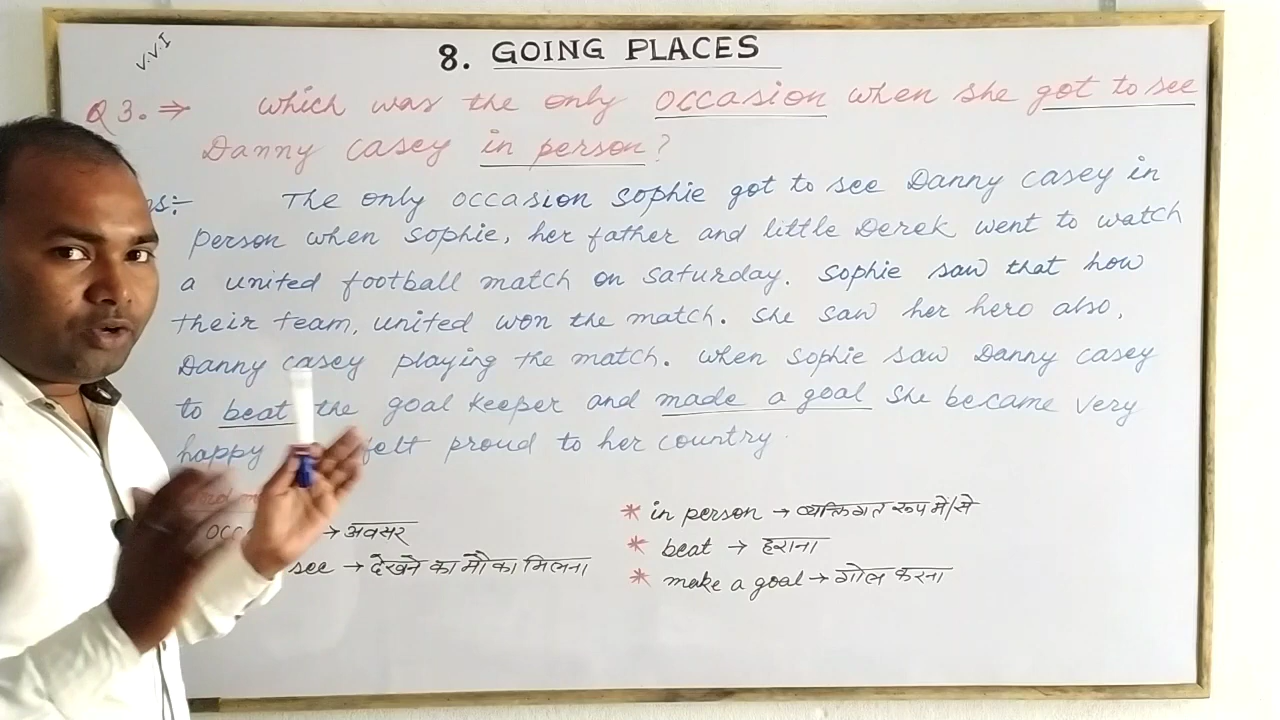 V.V.I
8. GOING PLACES
Q 3. ⇒ Which was the only occasion when she got to see
Danny casey in person?
ns:- The only occasion Sophie got to see Danny casey in
person when Sophie, her father and little Derek went to watch
a united football match on Saturday. Sophie saw that how
their team, united won the match. She saw her hero also,
Danny casey playing the match. When Sophie saw Danny casey
to beat the goal keeper and made a goal She became very
happy felt proud to her country.
occ → अवसर
see → देखने का मौका मिलना
* in person → व्यक्तिगत रूप में/से
* beat → हराना
* make a goal → गोल करना